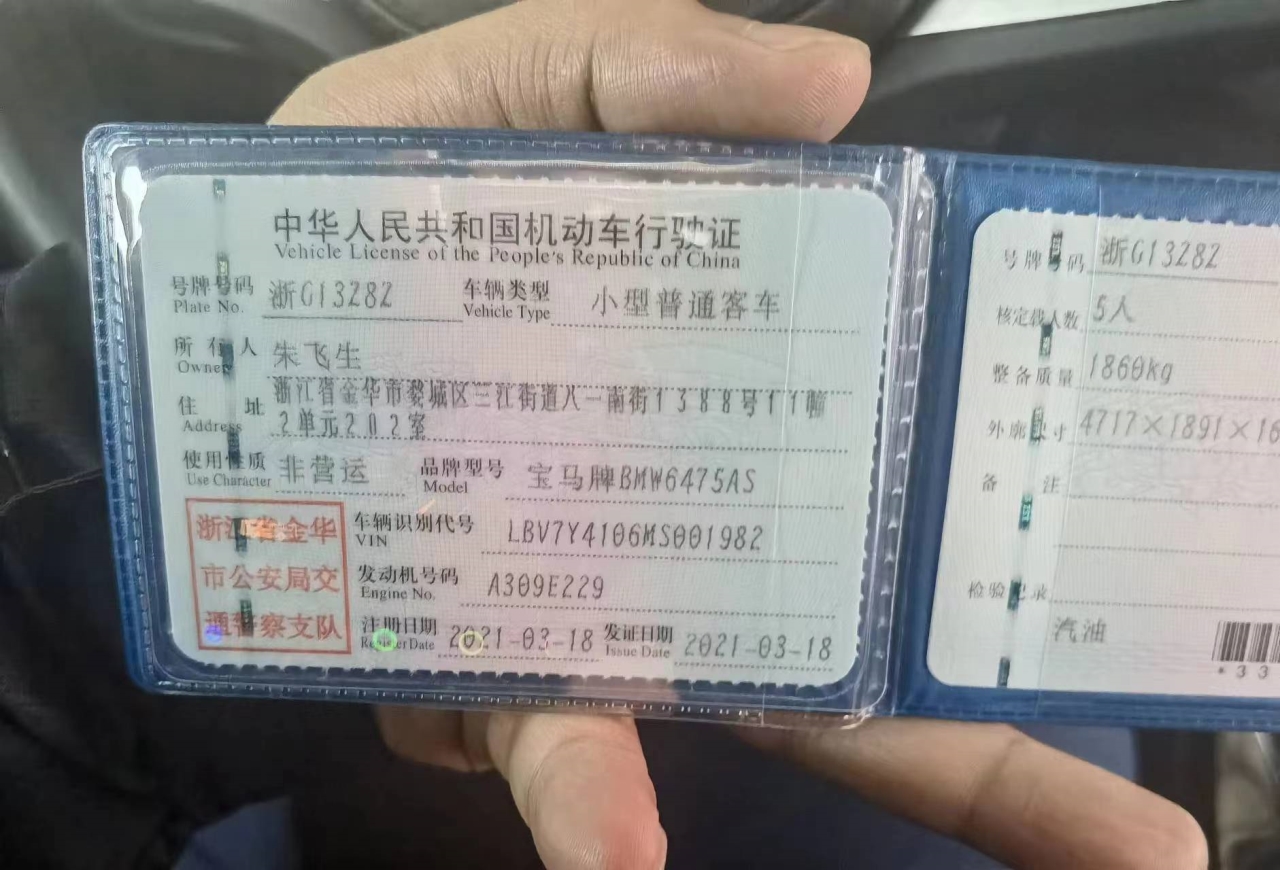 中华人民共和国机动车行驶证
Vehicle License of the People's Republic of China
号牌号码 浙G13282 车辆类型 小型普通客车
Plate No. Vehicle Type
所有人 朱飞生
Owner
住址 浙江省金华市婺城区三江街道八一南街1388号11幢
Address 2单元202室
使用性质 非营运 品牌型号 宝马牌BMW6475AS
Use Character Model
浙江省金华
市公安局交
通警察支队
车辆识别代号 LBV7Y4106MS001982
VIN
发动机号码 A309E229
Engine No.
注册日期 2021-03-18 发证日期 2021-03-18
Register Date Issue Date
号牌号码 浙G13282
核定载人数 5人
整备质量 1860kg
外廓尺寸 4717×1891×16
备注
检验记录
汽油
*33